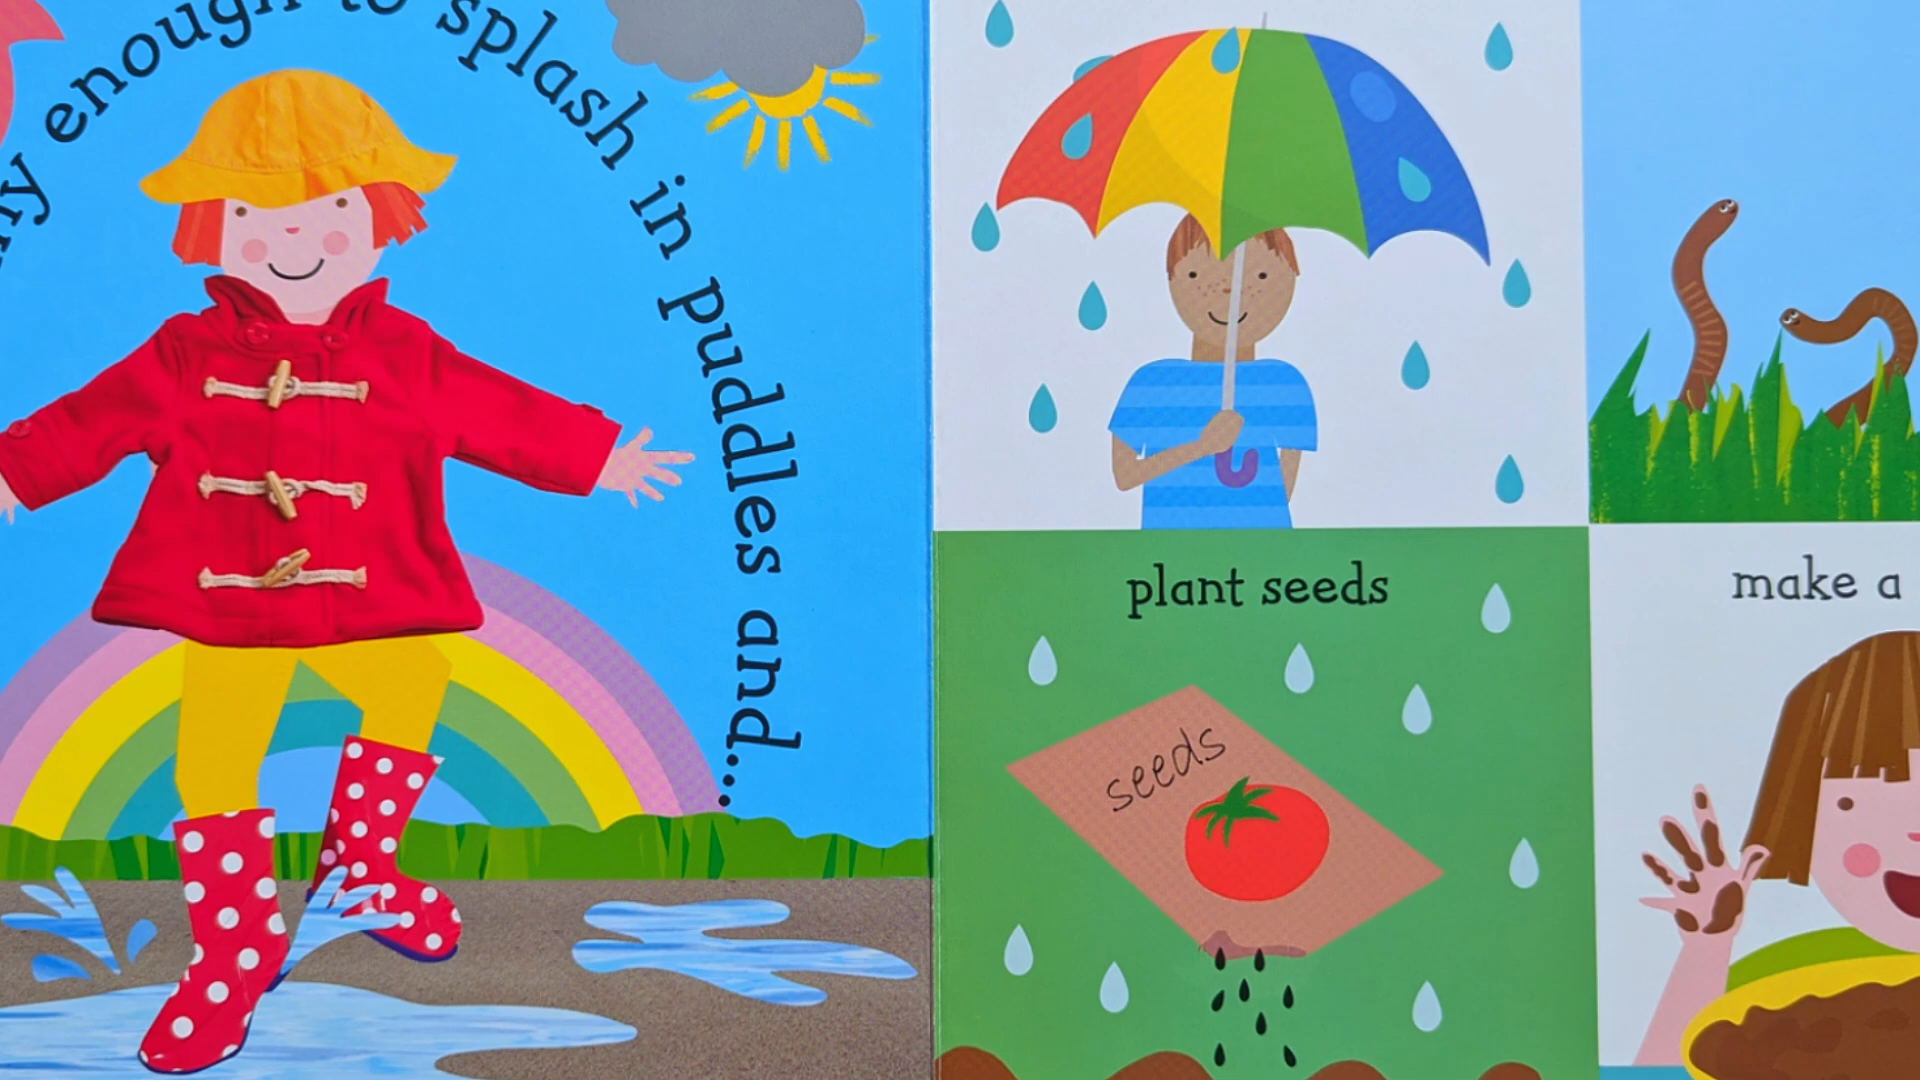 enough to splash in puddles and...
plant seeds
seeds
make a